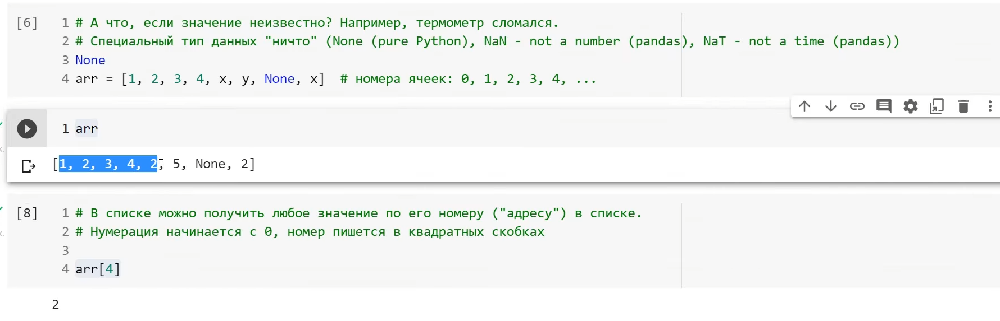 [6] 1 # А что, если значение неизвестно? Например, термометр сломался.
2 # Специальный тип данных "ничто" (None (pure Python), NaN - not a number (pandas), NaT - not a time (pandas))
3 None
4 arr = [1, 2, 3, 4, x, y, None, x]  # номера ячеек: 0, 1, 2, 3, 4, ...
1 arr
[1, 2, 3, 4, 2, 5, None, 2]
[8] 1 # В списке можно получить любое значение по его номеру ("адресу") в списке.
2 # Нумерация начинается с 0, номер пишется в квадратных скобках
3
4 arr[4]
2